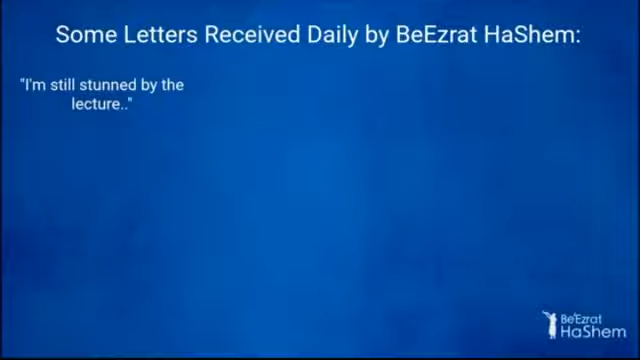 Some Letters Received Daily by BeEzrat HaShem:
"I'm still stunned by the
lecture.."
Be'Ezrat
HaShem